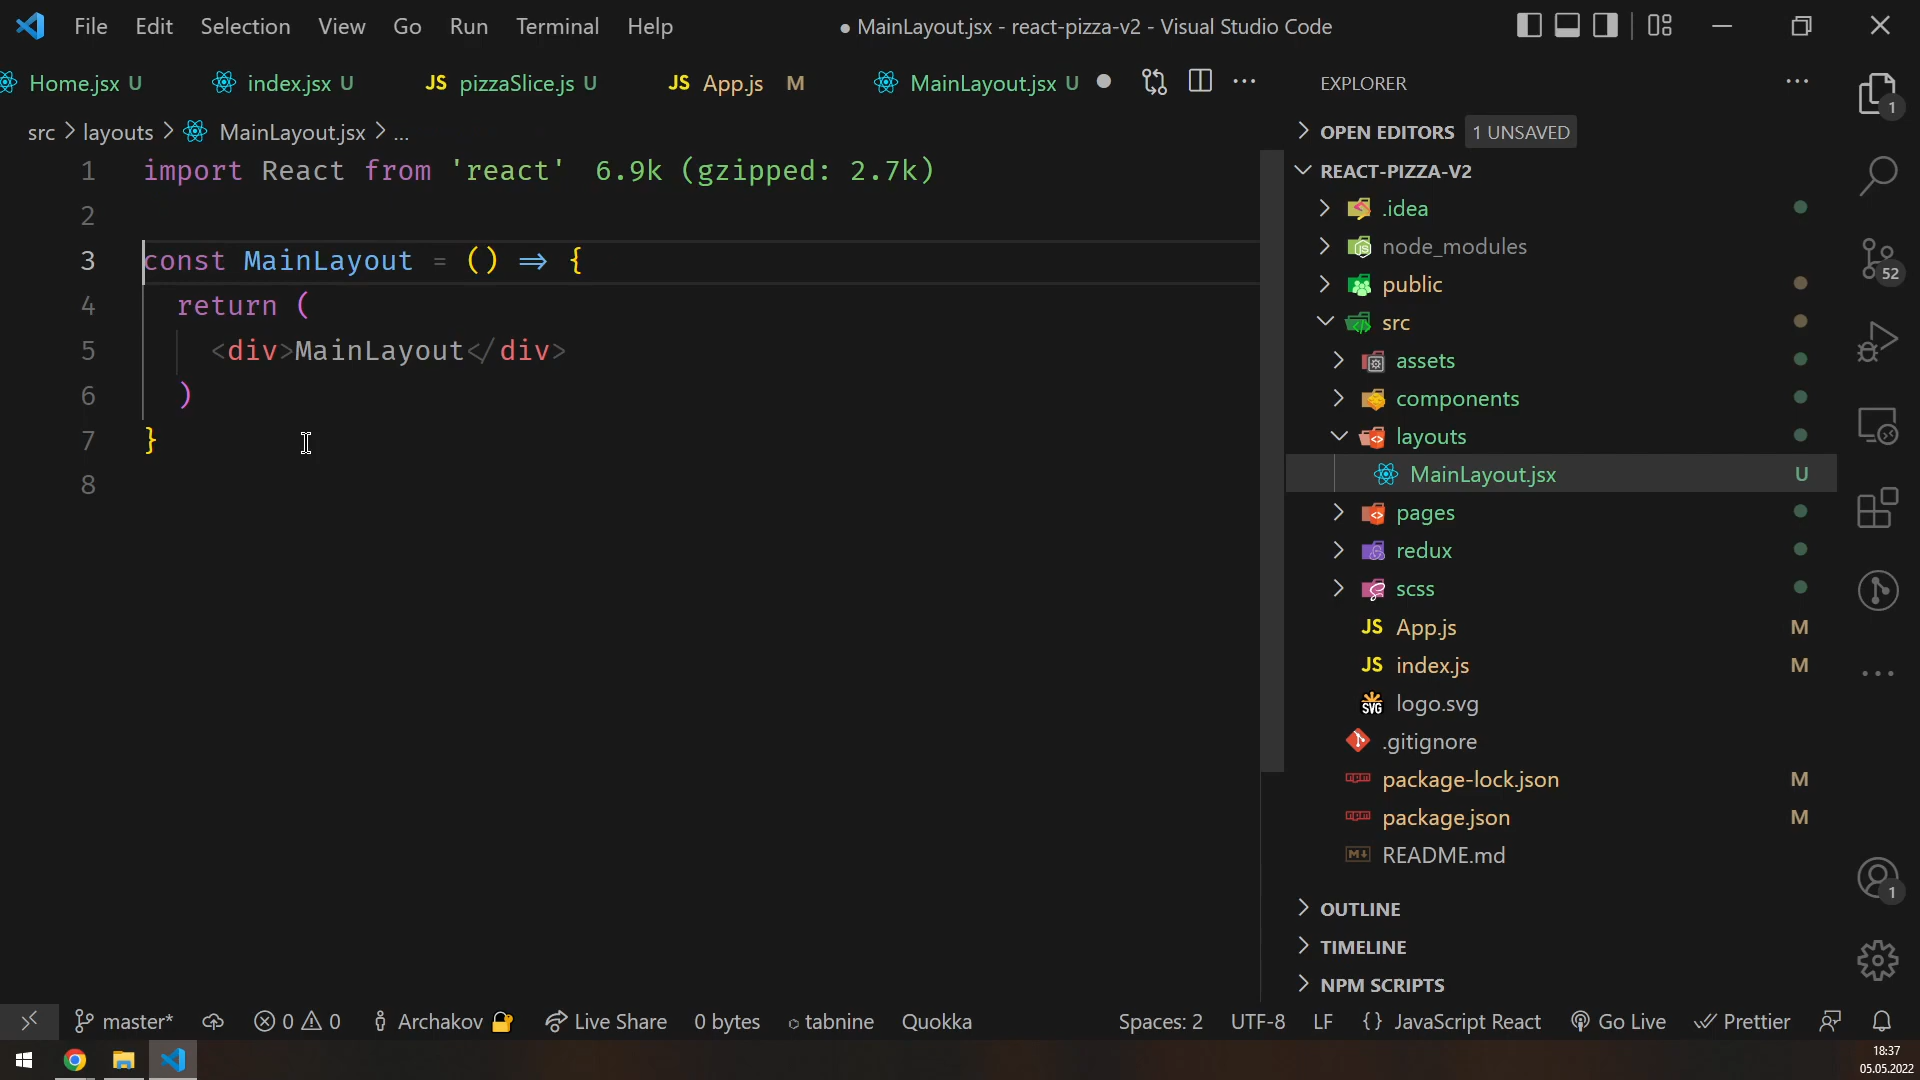 File Edit Selection View Go Run Terminal Help
● MainLayout.jsx - react-pizza-v2 - Visual Studio Code
Home.jsx U index.jsx U JS pizzaSlice.js U JS App.js M MainLayout.jsx U
src > layouts > MainLayout.jsx > ...
1 import React from 'react' 6.9k (gzipped: 2.7k)
2
3 const MainLayout = () => {
4 return (
5 <div>MainLayout</div>
6 )
7 }
8
EXPLORER
OPEN EDITORS 1 UNSAVED
REACT-PIZZA-V2
.idea
node_modules
public
src
assets
components
layouts
MainLayout.jsx U
pages
redux
scss
JS App.js M
JS index.js M
SVG logo.svg
.gitignore
package-lock.json M
package.json M
README.md
OUTLINE
TIMELINE
NPM SCRIPTS
1
52
1
master* 0 0 Archakov Live Share 0 bytes tabnine Quokka Spaces: 2 UTF-8 LF {} JavaScript React Go Live Prettier
18:37
05.05.2022